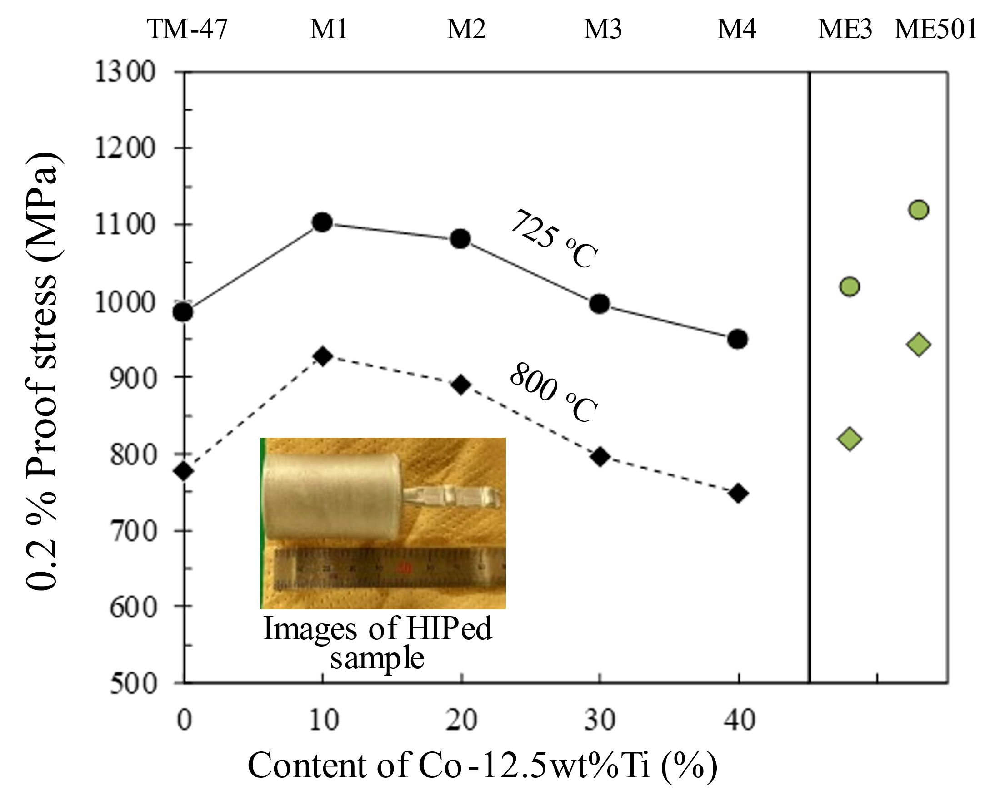 TM-47 M1 M2 M3 M4 ME3 ME501
1300
1200
1100
1000
900
800
700
600
500
0.2 % Proof stress (MPa)
725 ºC
800 ºC
Images of HIPed
sample
0 10 20 30 40
Content of Co-12.5wt%Ti (%)